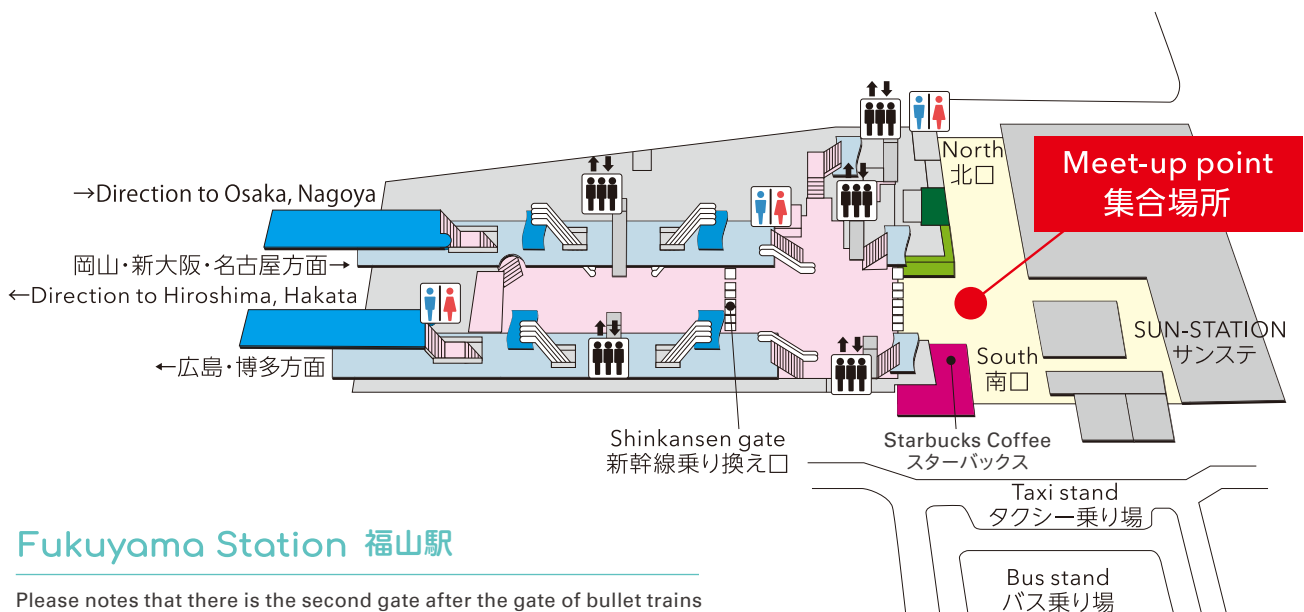 North
北口
Meet-up point
集合場所
→Direction to Osaka, Nagoya
岡山・新大阪・名古屋方面→
←Direction to Hiroshima, Hakata
←広島・博多方面
SUN-STATION
サンステ
South
南口
Shinkansen gate
新幹線乗り換え口
Starbucks Coffee
スターバックス
Taxi stand
タクシー乗り場
Bus stand
バス乗り場
Fukuyama Station 福山駅
Please notes that there is the second gate after the gate of bullet trains